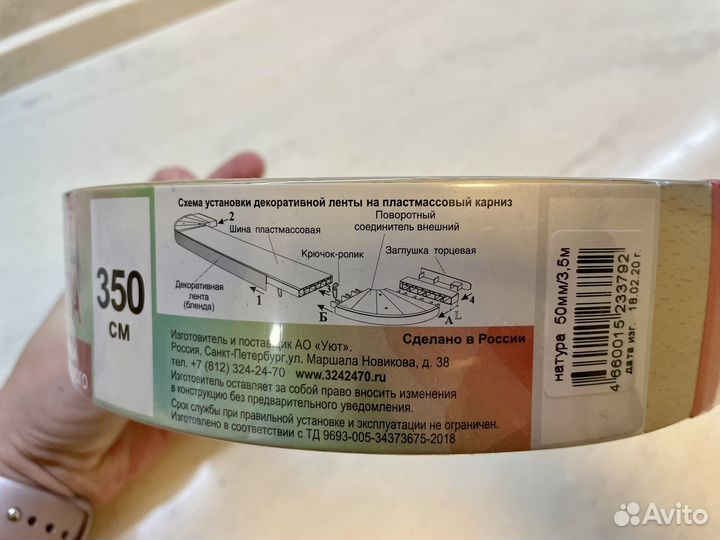 Схема установки декоративной ленты на пластмассовый карниз
2
Шина пластмассовая
Поворотный
соединитель внешний
Крючок-ролик
Заглушка торцевая
Декоративная
лента
(бленда)
1
3
Б
А
4
350
см
Изготовитель и поставщик АО «Уют».
Сделано в России
Россия, Санкт-Петербург,ул. Маршала Новикова, д. 38
тел. +7 (812) 324-24-70 www.3242470.ru
Изготовитель оставляет за собой право вносить изменения
в конструкцию без предварительного уведомления.
Срок службы при правильной установке и эксплуатации не ограничен.
Изготовлено в соответствии с ТД 9693-005-34373675-2018
натура 50мм/3,5м
4 660015 233792
дата изг. 18.02.20 г.
Avito